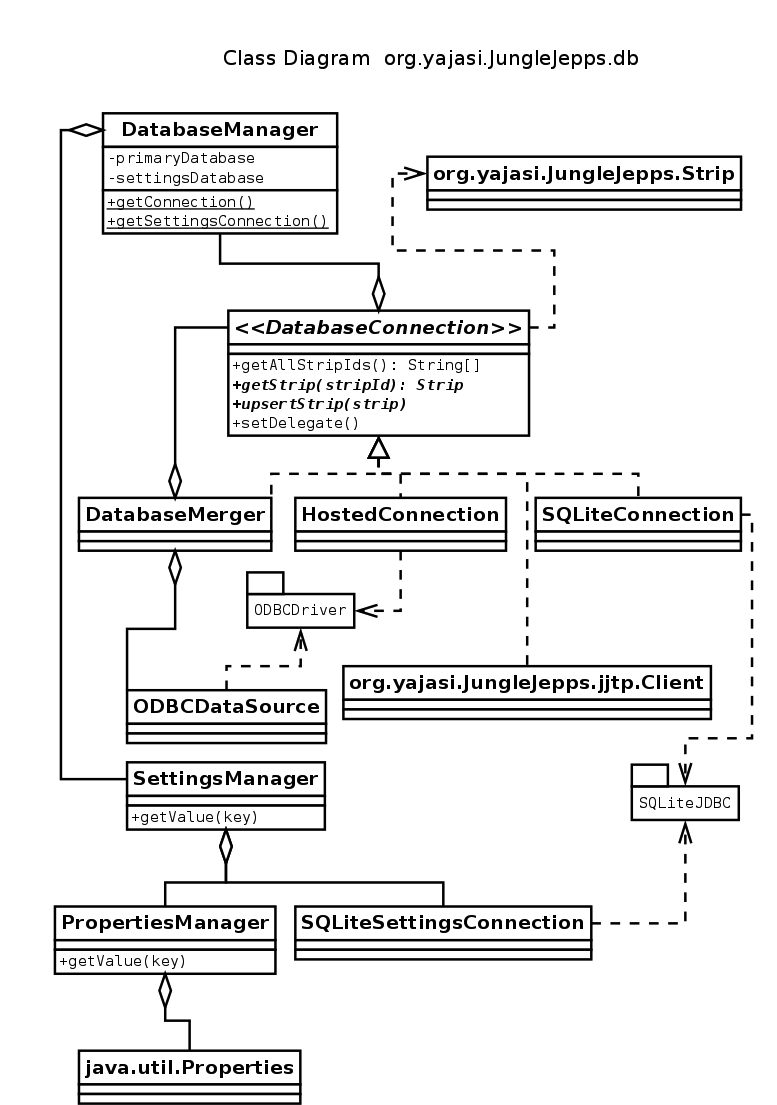 Class Diagram  org.yajasi.JungleJepps.db
DatabaseManager
-primaryDatabase
-settingsDatabase
+getConnection()
+getSettingsConnection()
org.yajasi.JungleJepps.Strip
<<DatabaseConnection>>
+getAllStripIds(): String[]
+getStrip(stripId): Strip
+upsertStrip(strip)
+setDelegate()
DatabaseMerger
HostedConnection
SQLiteConnection
ODBCDriver
org.yajasi.JungleJepps.jjtp.Client
ODBCDataSource
SettingsManager
+getValue(key)
SQLiteJDBC
PropertiesManager
+getValue(key)
SQLiteSettingsConnection
java.util.Properties